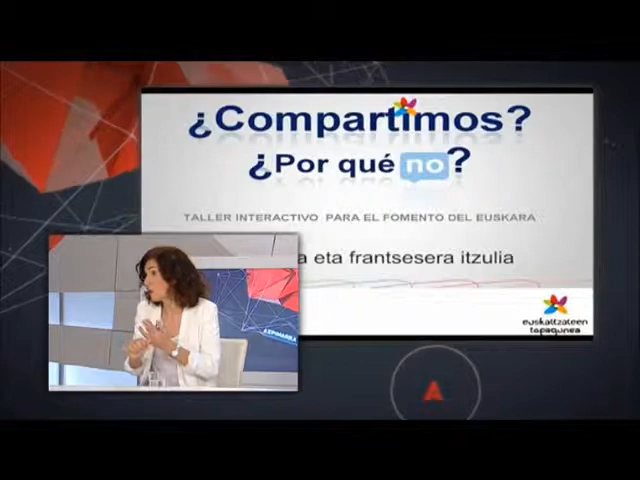 ¿Compartimos?
¿Por qué no?
TALLER INTERACTIVO PARA EL FOMENTO DEL EUSKARA
a eta frantsesera itzulia
euskaltzaleen
topagunea
A